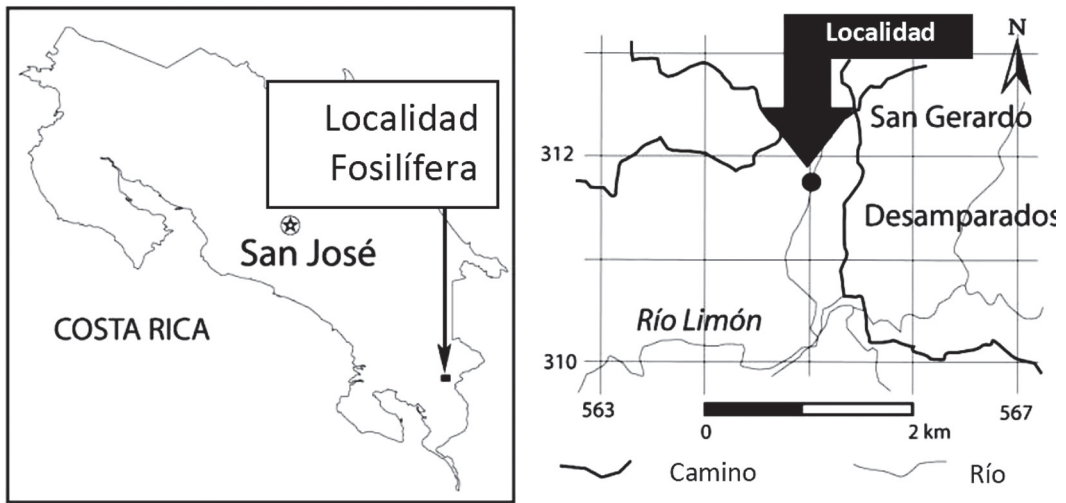 Localidad
Fosilífera
San José
COSTA RICA
Localidad
N
San Gerardo
312
Desamparados
Río Limón
310
563
567
0
2 km
Camino
Río